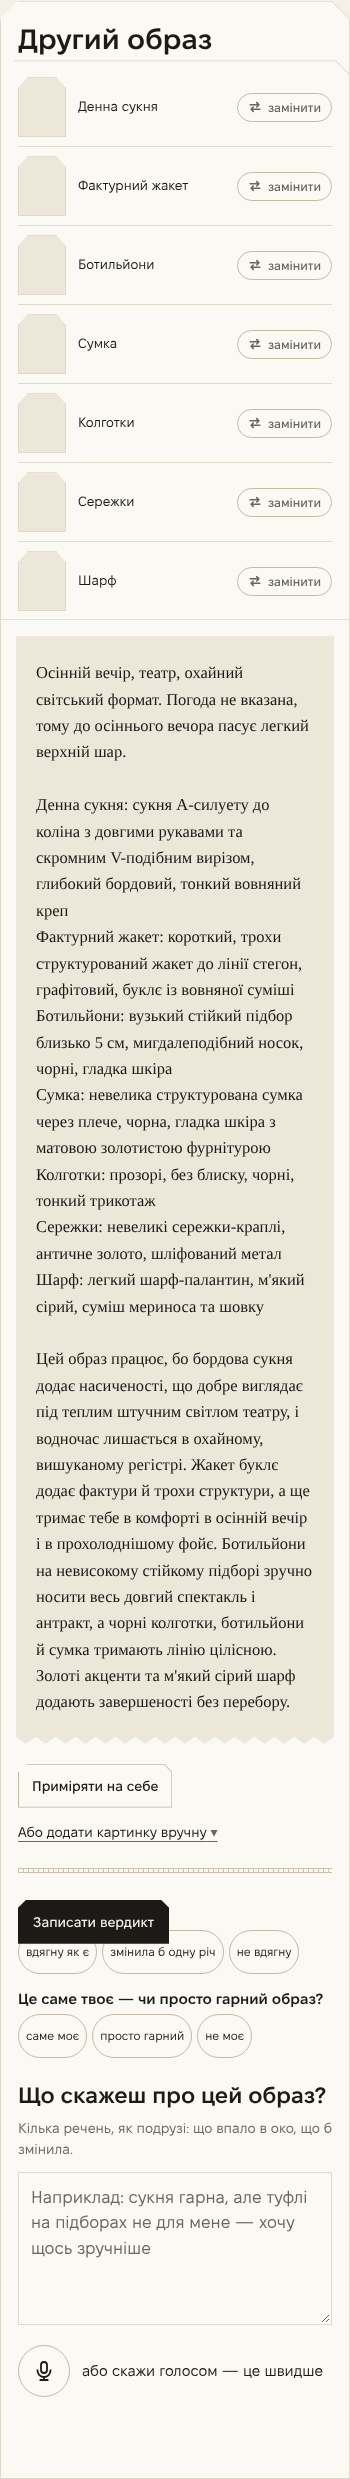 Другий образ
Денна сукня
⇄ замінити
Фактурний жакет
⇄ замінити
Ботильйони
⇄ замінити
Сумка
⇄ замінити
Колготки
⇄ замінити
Сережки
⇄ замінити
Шарф
⇄ замінити
Осінній вечір, театр, охайний
світський формат. Погода не вказана,
тому до осіннього вечора пасує легкий
верхній шар.
Денна сукня: сукня А-силуету до
коліна з довгими рукавами та
скромним V-подібним вирізом,
глибокий бордовий, тонкий вовняний
креп
Фактурний жакет: короткий, трохи
структурований жакет до лінії стегон,
графітовий, буклє із вовняної суміші
Ботильйони: вузький стійкий підбор
близько 5 см, мигдалеподібний носок,
чорні, гладка шкіра
Сумка: невелика структурована сумка
через плече, чорна, гладка шкіра з
матовою золотистою фурнітурою
Колготки: прозорі, без блиску, чорні,
тонкий трикотаж
Сережки: невеликі сережки-краплі,
античне золото, шліфований метал
Шарф: легкий шарф-палантин, м'який
сірий, суміш мериноса та шовку
Цей образ працює, бо бордова сукня
додає насиченості, що добре виглядає
під теплим штучним світлом театру, і
водночас лишається в охайному,
вишуканому регістрі. Жакет буклє
додає фактури й трохи структури, а ще
тримає тебе в комфорті в осінній вечір
і в прохолоднішому фойє. Ботильйони
на невисокому стійкому підборі зручно
носити весь довгий спектакль і
антракт, а чорні колготки, ботильйони
й сумка тримають лінію цілісною.
Золоті акценти та м'який сірий шарф
додають завершеності без перебору.
Приміряти на себе
Або додати картинку вручну ▾
Записати вердикт
вдягну як є
змінила б одну річ
не вдягну
Це саме твоє — чи просто гарний образ?
саме моє
просто гарний
не моє
Що скажеш про цей образ?
Кілька речень, як подрузі: що впало в око, що б
змінила.
Наприклад: сукня гарна, але туфлі
на підборах не для мене — хочу
щось зручніше
або скажи голосом — це швидше